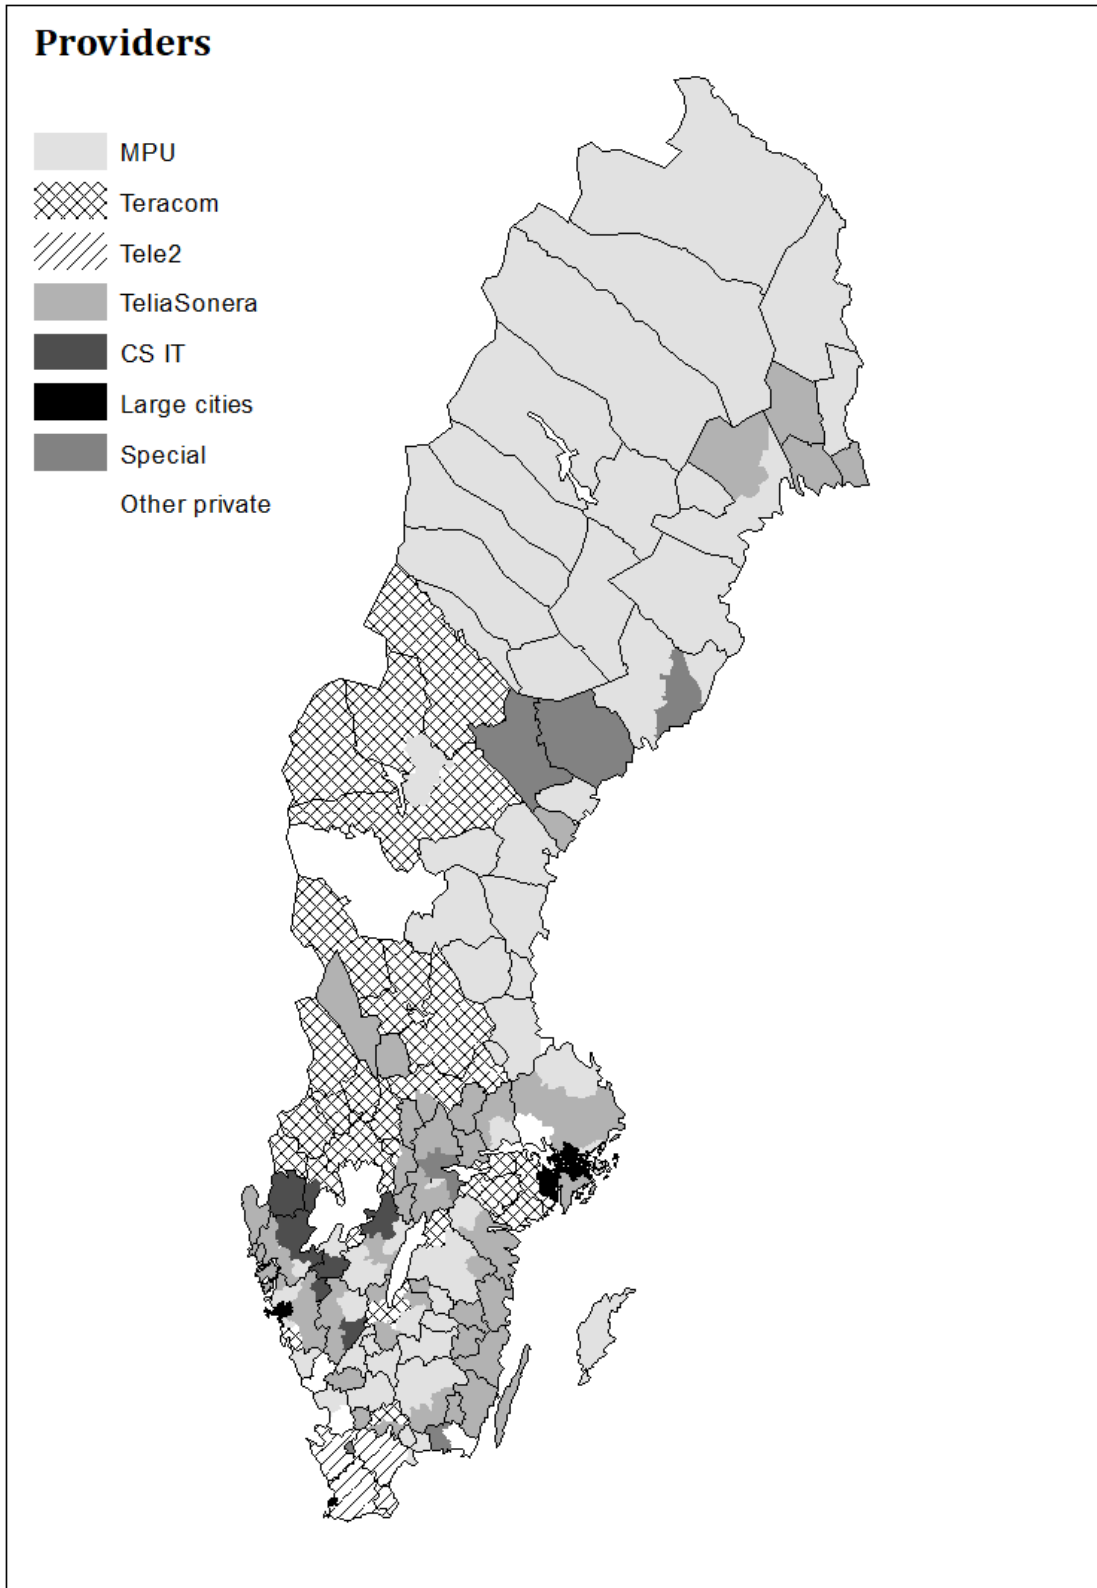 Providers
MPU
Teracom
Tele2
TeliaSonera
CS IT
Large cities
Special
Other private